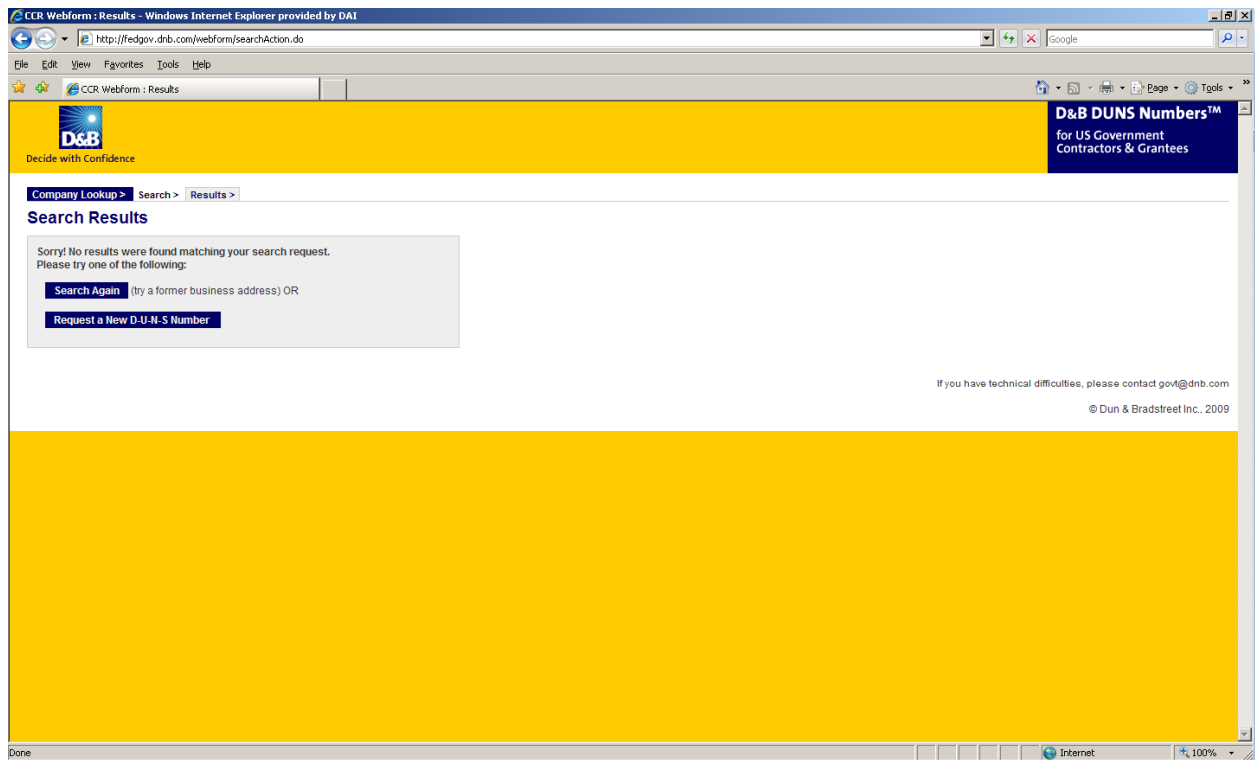 CCR Webform : Results - Windows Internet Explorer provided by DAI
http://fedgov.dnb.com/webform/searchAction.do
Google
File Edit View Favorites Tools Help
CCR Webform : Results
Page Tools »
D&B
Decide with Confidence
D&B DUNS Numbers™
for US Government
Contractors & Grantees
Company Lookup > Search > Results >
Search Results
Sorry! No results were found matching your search request.
Please try one of the following:
Search Again (try a former business address) OR
Request a New D-U-N-S Number
If you have technical difficulties, please contact govt@dnb.com
© Dun & Bradstreet Inc., 2009
Done
Internet
100%